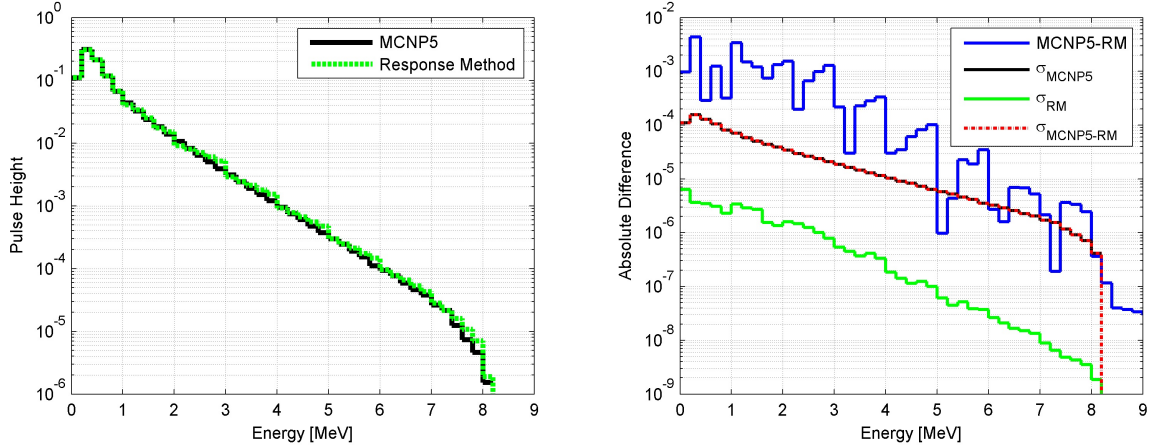 10^0
10^-1
10^-2
10^-3
10^-4
10^-5
10^-6
Pulse Height
0 1 2 3 4 5 6 7 8 9
Energy [MeV]
MCNP5
Response Method
10^-2
10^-3
10^-4
10^-5
10^-6
10^-7
10^-8
10^-9
Absolute Difference
0 1 2 3 4 5 6 7 8 9
Energy [MeV]
MCNP5-RM
σMCNP5
σRM
σMCNP5-RM